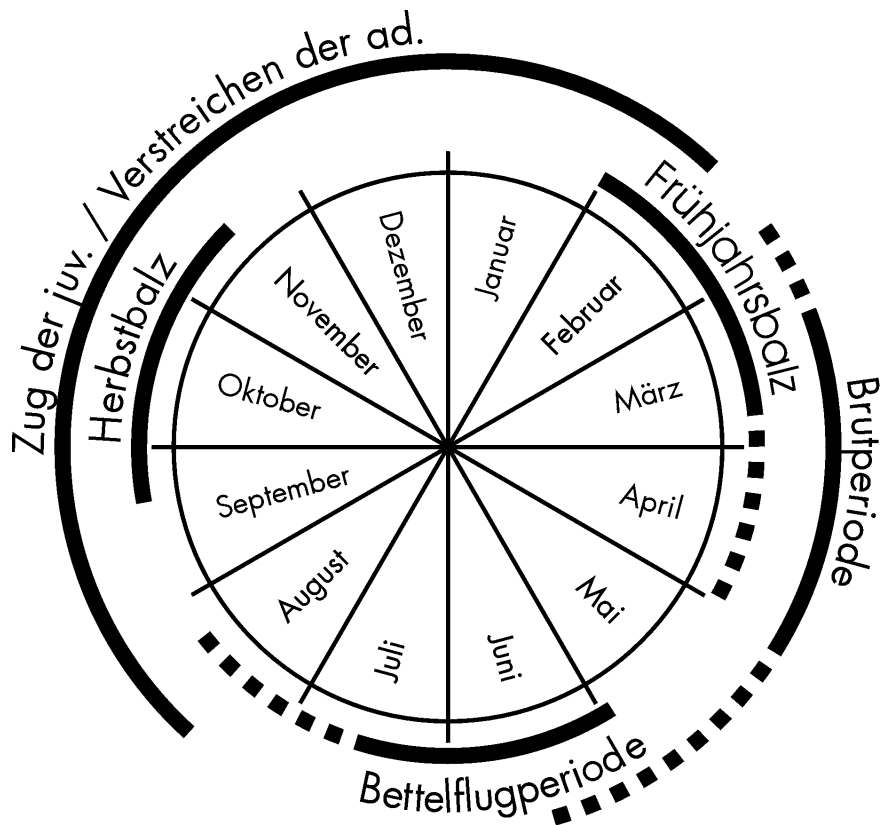 Zug der juv. / Verstreichen der ad.
Frühjahrsbalz
Herbstbalz
Brutperiode
Bettelflugperiode
Januar
Februar
März
April
Mai
Juni
Juli
August
September
Oktober
November
Dezember